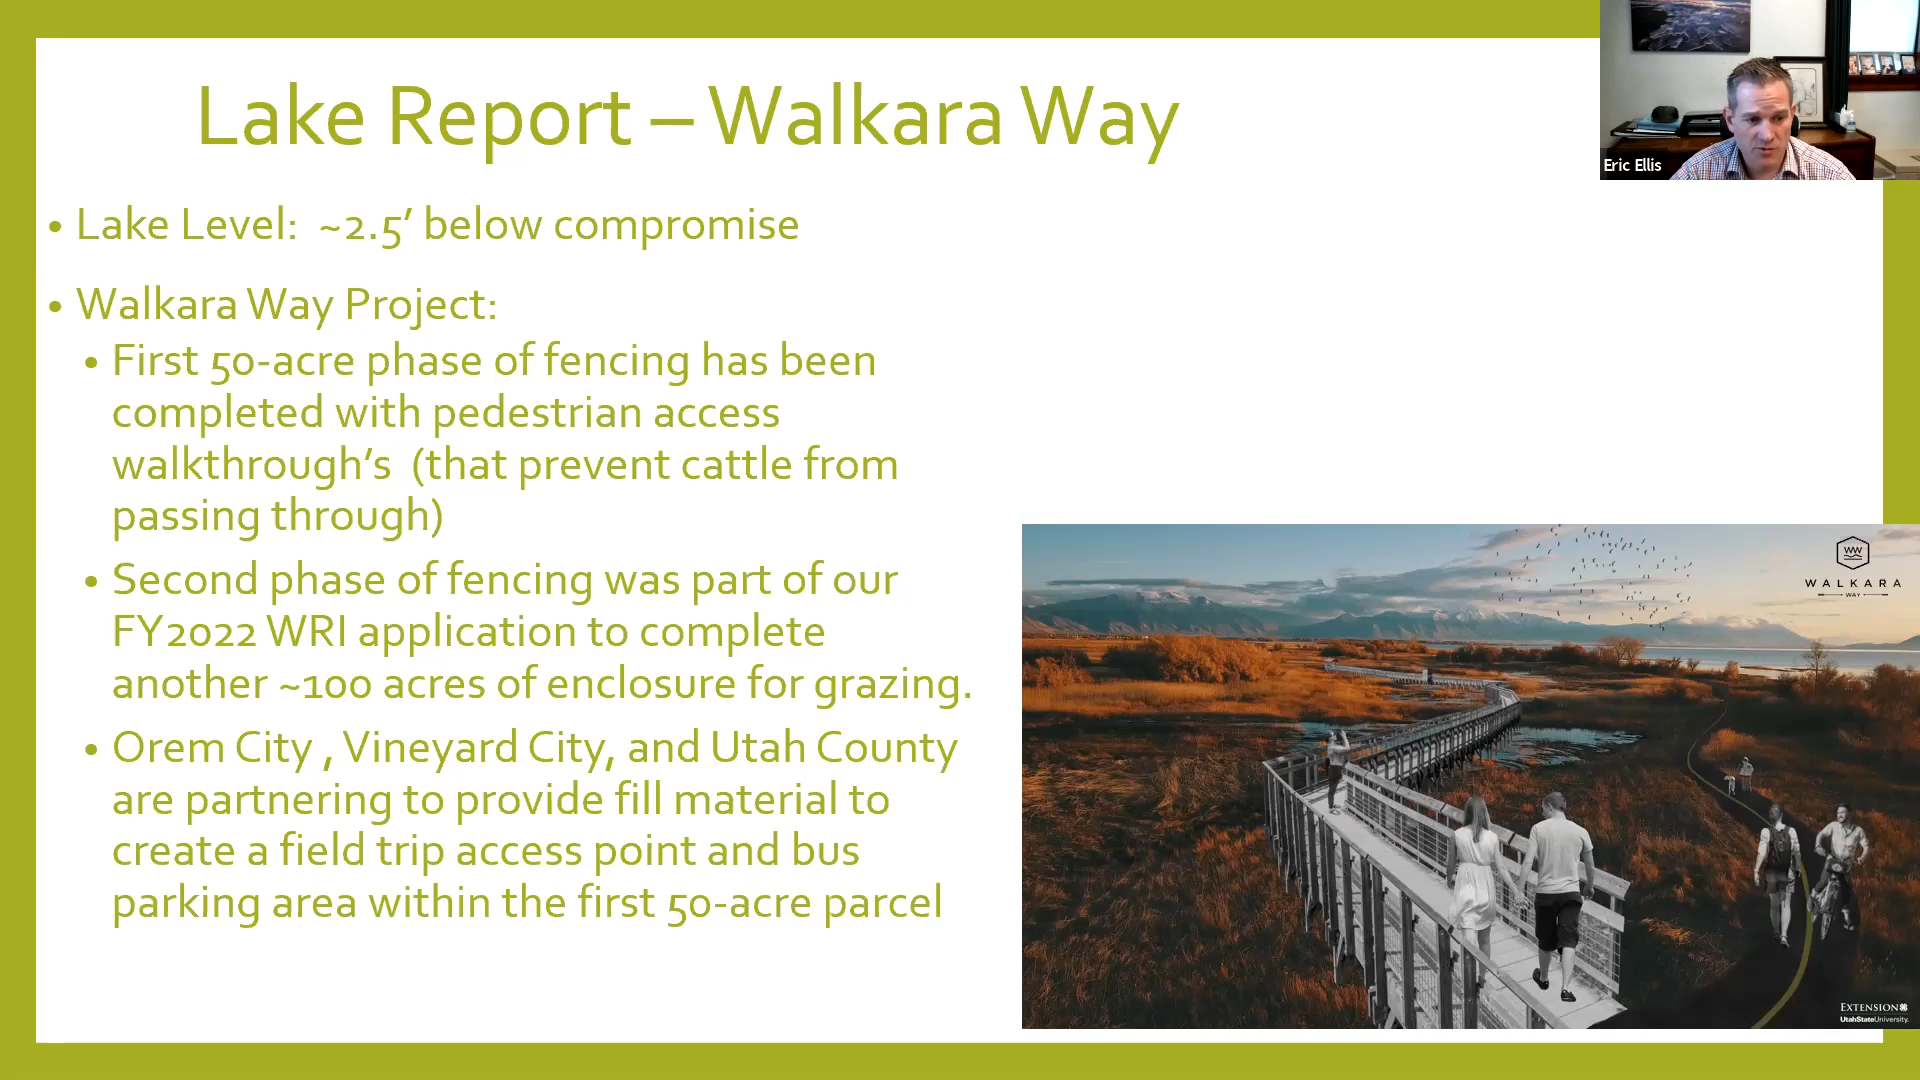 Lake Report – Walkara Way
Eric Ellis
• Lake Level:  ~2.5’ below compromise
• Walkara Way Project:
• First 50-acre phase of fencing has been
completed with pedestrian access
walkthrough’s  (that prevent cattle from
passing through)
• Second phase of fencing was part of our
FY2022 WRI application to complete
another ~100 acres of enclosure for grazing.
• Orem City , Vineyard City, and Utah County
are partnering to provide fill material to
create a field trip access point and bus
parking area within the first 50-acre parcel
WW
WALKARA
WAY
EXTENSION
UtahStateUniversity.